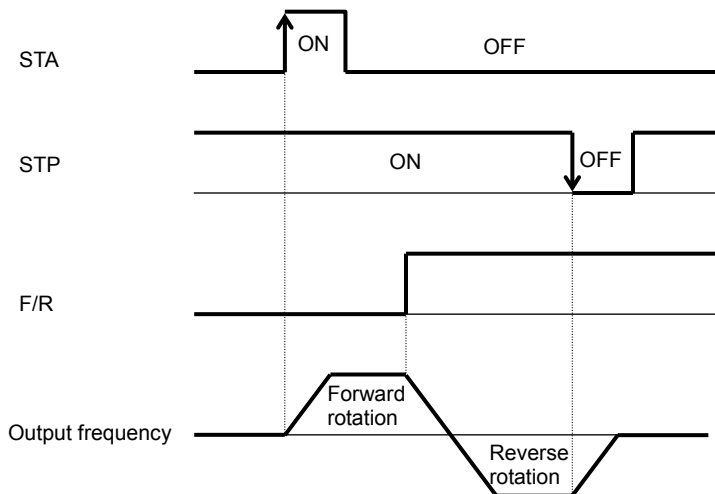 STA
ON
OFF
STP
ON
OFF
F/R
Output frequency
Forward
rotation
Reverse
rotation